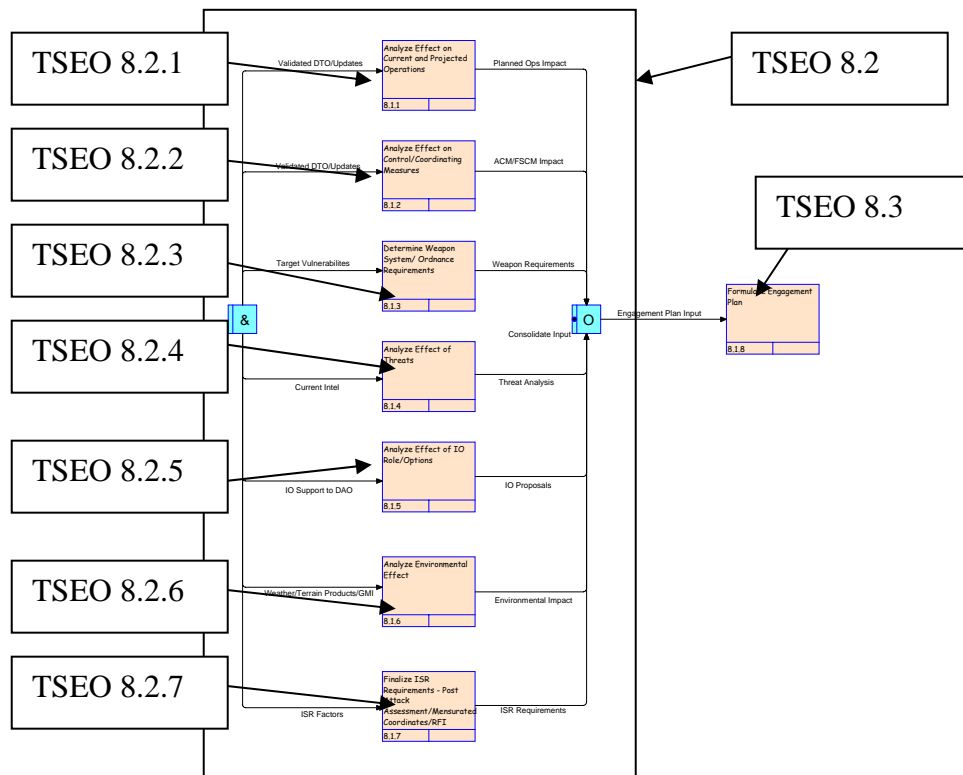 TSEO 8.2.1
Validated DTO/Updates
Analyze Effect on
Current and Projected
Operations
8.1.1
Planned Ops Impact
TSEO 8.2
TSEO 8.2.2
Validated DTO/Updates
Analyze Effect on
Control/Coordinating
Measures
8.1.2
ACM/FSCM Impact
TSEO 8.3
TSEO 8.2.3
Target Vulnerabilites
Determine Weapon
System/ Ordnance
Requirements
8.1.3
Weapon Requirements
&
O
Consolidate Input
Engagement Plan Input
Formulate Engagement
Plan
8.1.8
TSEO 8.2.4
Current Intel
Analyze Effect of
Threats
8.1.4
Threat Analysis
TSEO 8.2.5
IO Support to DAO
Analyze Effect of IO
Role/Options
8.1.5
IO Proposals
TSEO 8.2.6
Weather/Terrain Products/GMI
Analyze Environmental
Effect
8.1.6
Environmental Impact
TSEO 8.2.7
ISR Factors
Finalize ISR
Requirements - Post
Attack
Assessment/Mensurated
Coordinates/RFI
8.1.7
ISR Requirements